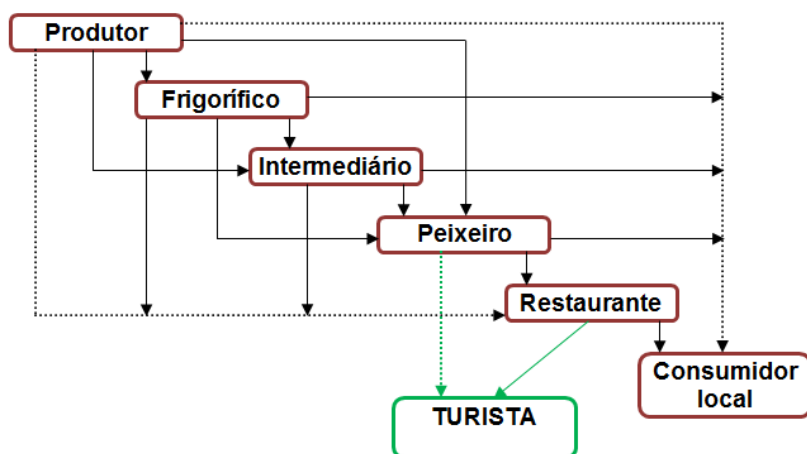 Produtor
Frigorífico
Intermediário
Peixeiro
Restaurante
Consumidor
local
TURISTA